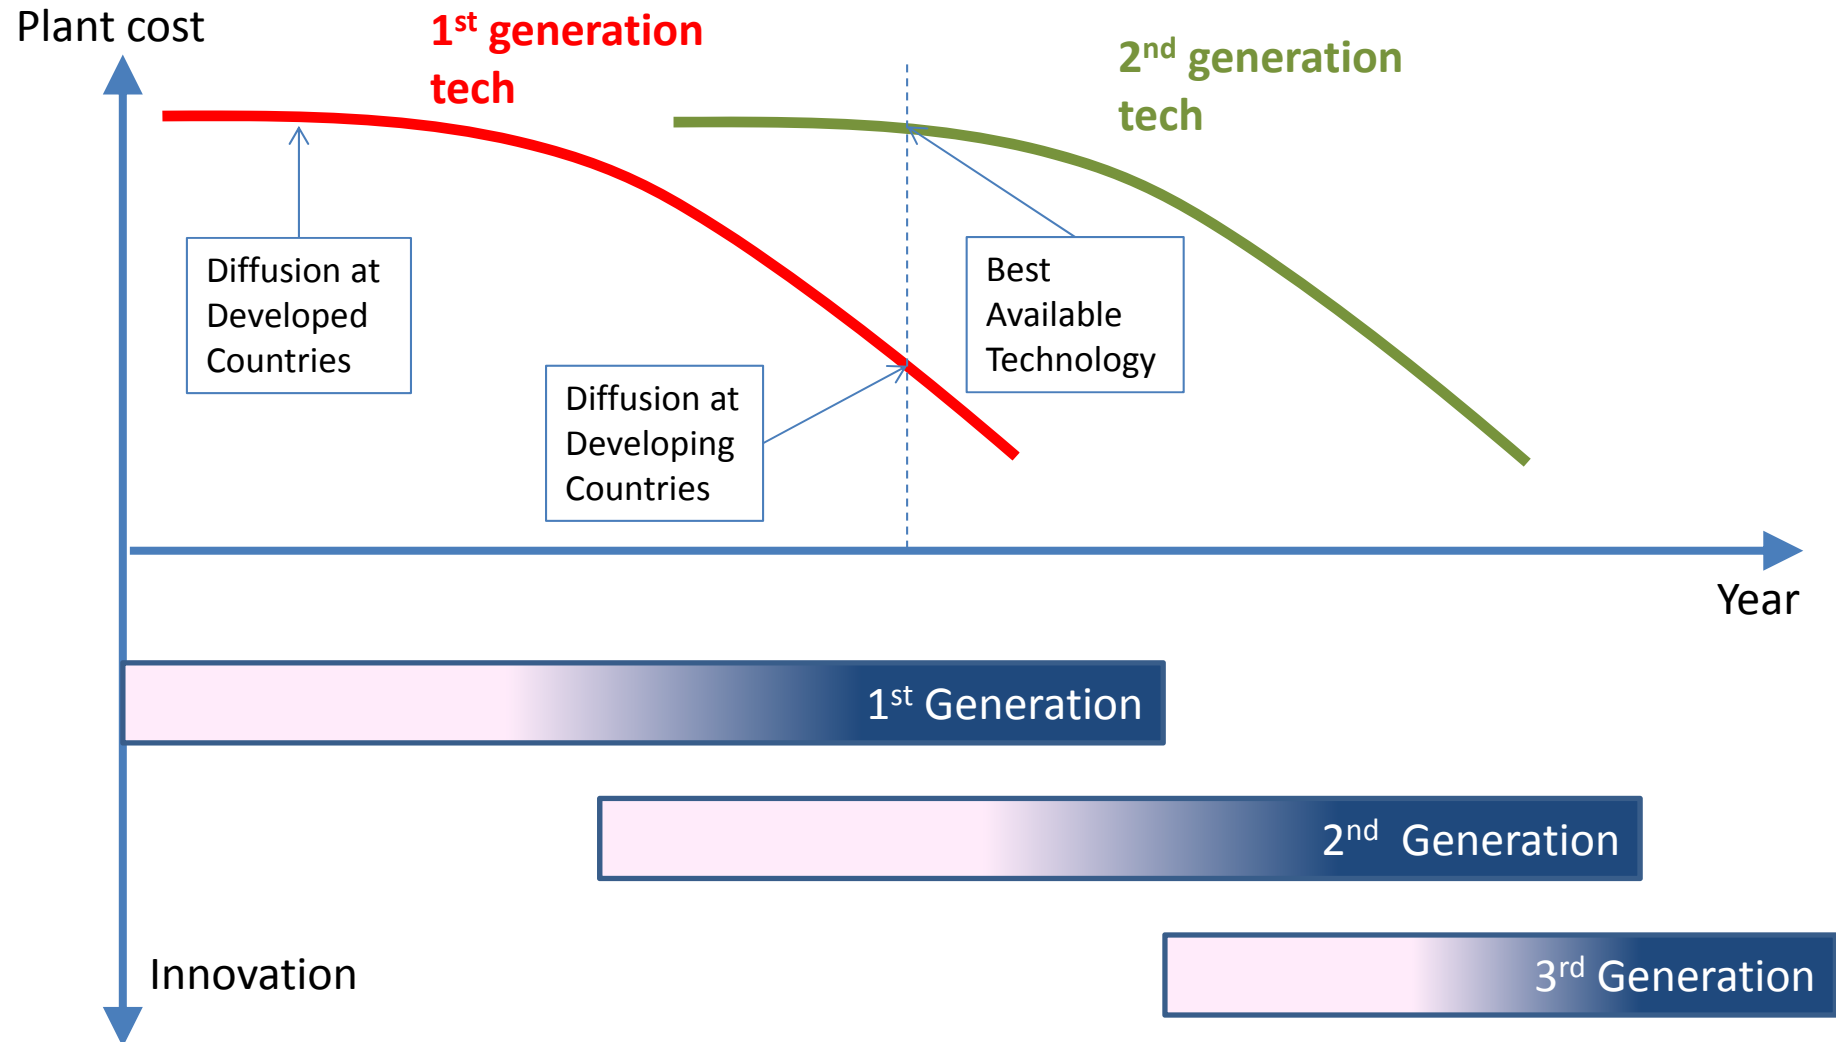 Plant cost
1st generation
tech
2nd generation
tech
Diffusion at
Developed
Countries
Best
Available
Technology
Diffusion at
Developing
Countries
Year
1st Generation
2nd Generation
3rd Generation
Innovation